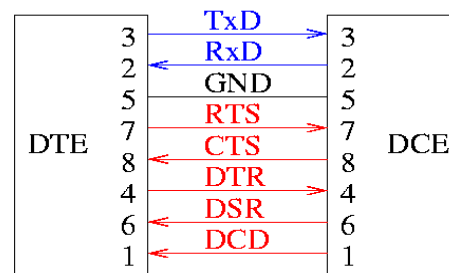 TxD
3 3
RxD
2 2
GND
5 5
RTS
7 7
DTE CTS DCE
8 8
DTR
4 4
DSR
6 6
DCD
1 1